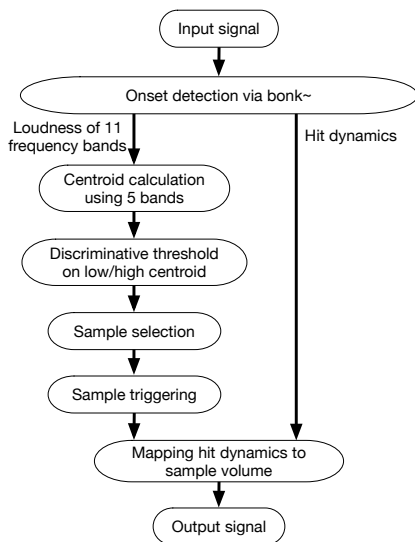 Input signal
Onset detection via bonk~
Loudness of 11
frequency bands
Hit dynamics
Centroid calculation
using 5 bands
Discriminative threshold
on low/high centroid
Sample selection
Sample triggering
Mapping hit dynamics to
sample volume
Output signal